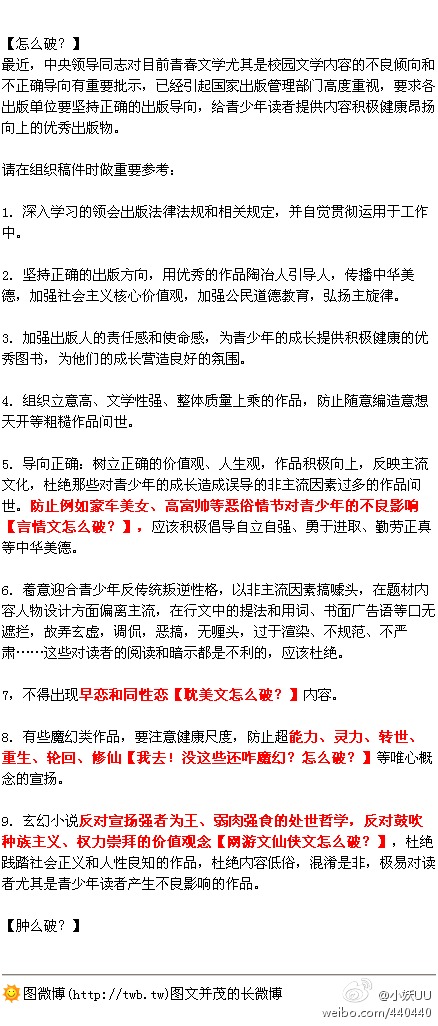 【怎么破？】
最近，中央领导同志对目前青春文学尤其是校园文学内容的不良倾向和
不正确导向有重要批示，已经引起国家出版管理部门高度重视，要求各
出版单位要坚持正确的出版导向，给青少年读者提供内容积极健康昂扬
向上的优秀出版物。
请在组织稿件时做重要参考：
1. 深入学习的领会出版法律法规和相关规定，并自觉贯彻运用于工作
中。
2. 坚持正确的出版方向，用优秀的作品陶冶人引导人，传播中华美
德，加强社会主义核心价值观，加强公民道德教育，弘扬主旋律。
3. 加强出版人的责任感和使命感，为青少年的成长提供积极健康的优
秀图书，为他们的成长营造良好的氛围。
4. 组织立意高、文学性强、整体质量上乘的作品，防止随意编造意想
天开等粗糙作品问世。
5. 导向正确：树立正确的价值观、人生观，作品积极向上，反映主流
文化，杜绝那些对青少年的成长造成误导的非主流因素过多的作品问
世。防止例如豪车美女、高富帅等恶俗情节对青少年的不良影响
【言情文怎么破？】，应该积极倡导自立自强、勇于进取、勤劳正真
等中华美德。
6. 着意迎合青少年反传统叛逆性格，以非主流因素搞噱头，在题材内
容人物设计方面偏离主流，在行文中的提法和用词、书面广告语等口无
遮拦，故弄玄虚，调侃，恶搞，无厘头，过于渲染、不规范、不严
肃……这些对读者的阅读和暗示都是不利的，应该杜绝。
7，不得出现早恋和同性恋【耽美文怎么破？】内容。
8. 有些魔幻类作品，要注意健康尺度，防止超能力、灵力、转世、
重生、轮回、修仙【我去！没这些还咋魔幻？怎么破？】等唯心概
念的宣扬。
9. 玄幻小说反对宣扬强者为王、弱肉强食的处世哲学，反对鼓吹
种族主义、权力崇拜的价值观念【网游文仙侠文怎么破？】，杜绝
践踏社会正义和人性良知的作品，杜绝内容低俗，混淆是非，极易对读
者尤其是青少年读者产生不良影响的作品。
【肿么破？】
图微博(http://twb.tw)图文并茂的长微博
@小妖UU
weibo.com/440440